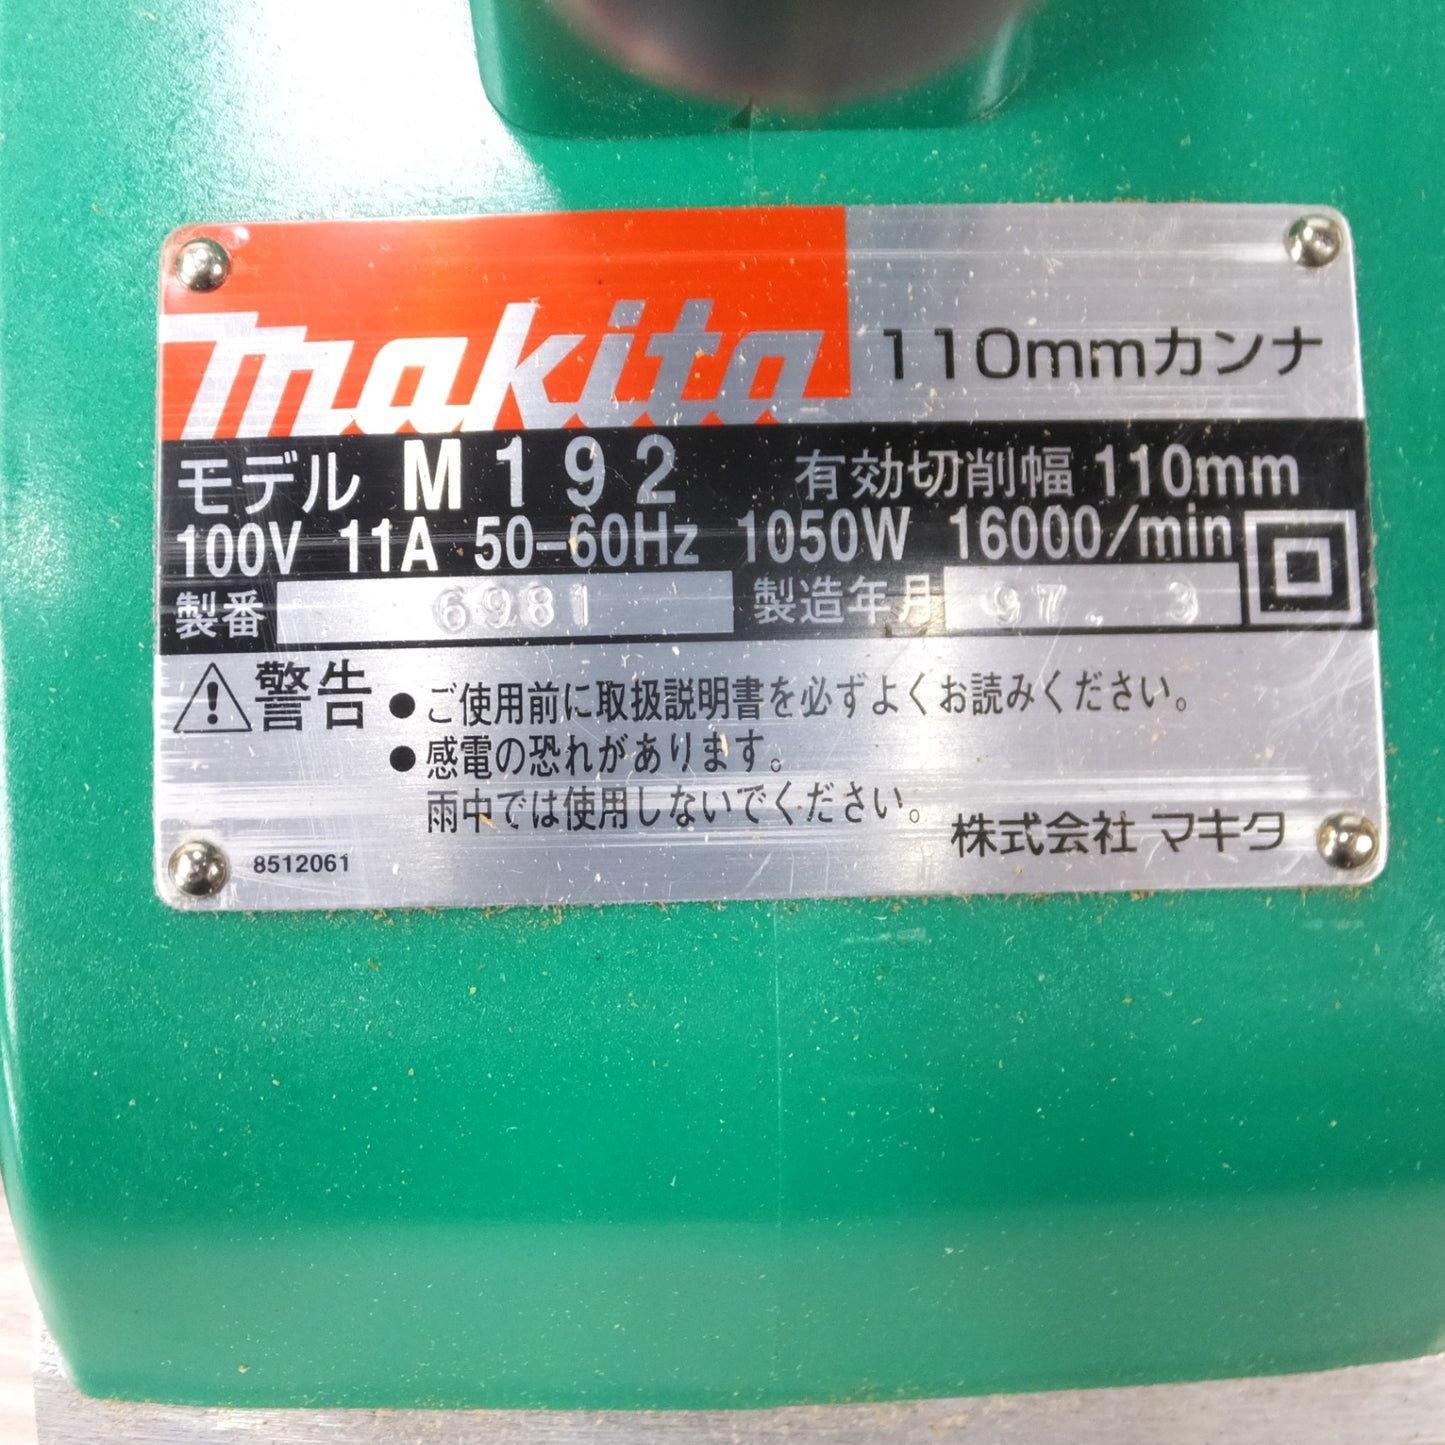 makita 110mmカンナ
モデル M192 有効切削幅 110mm
100V 11A 50-60Hz 1050W 16000/min
製番 6981 製造年月 97. 3
警告 ●ご使用前に取扱説明書を必ずよくお読みください。
●感電の恐れがあります。
雨中では使用しないでください。
株式会社 マキタ
8512061